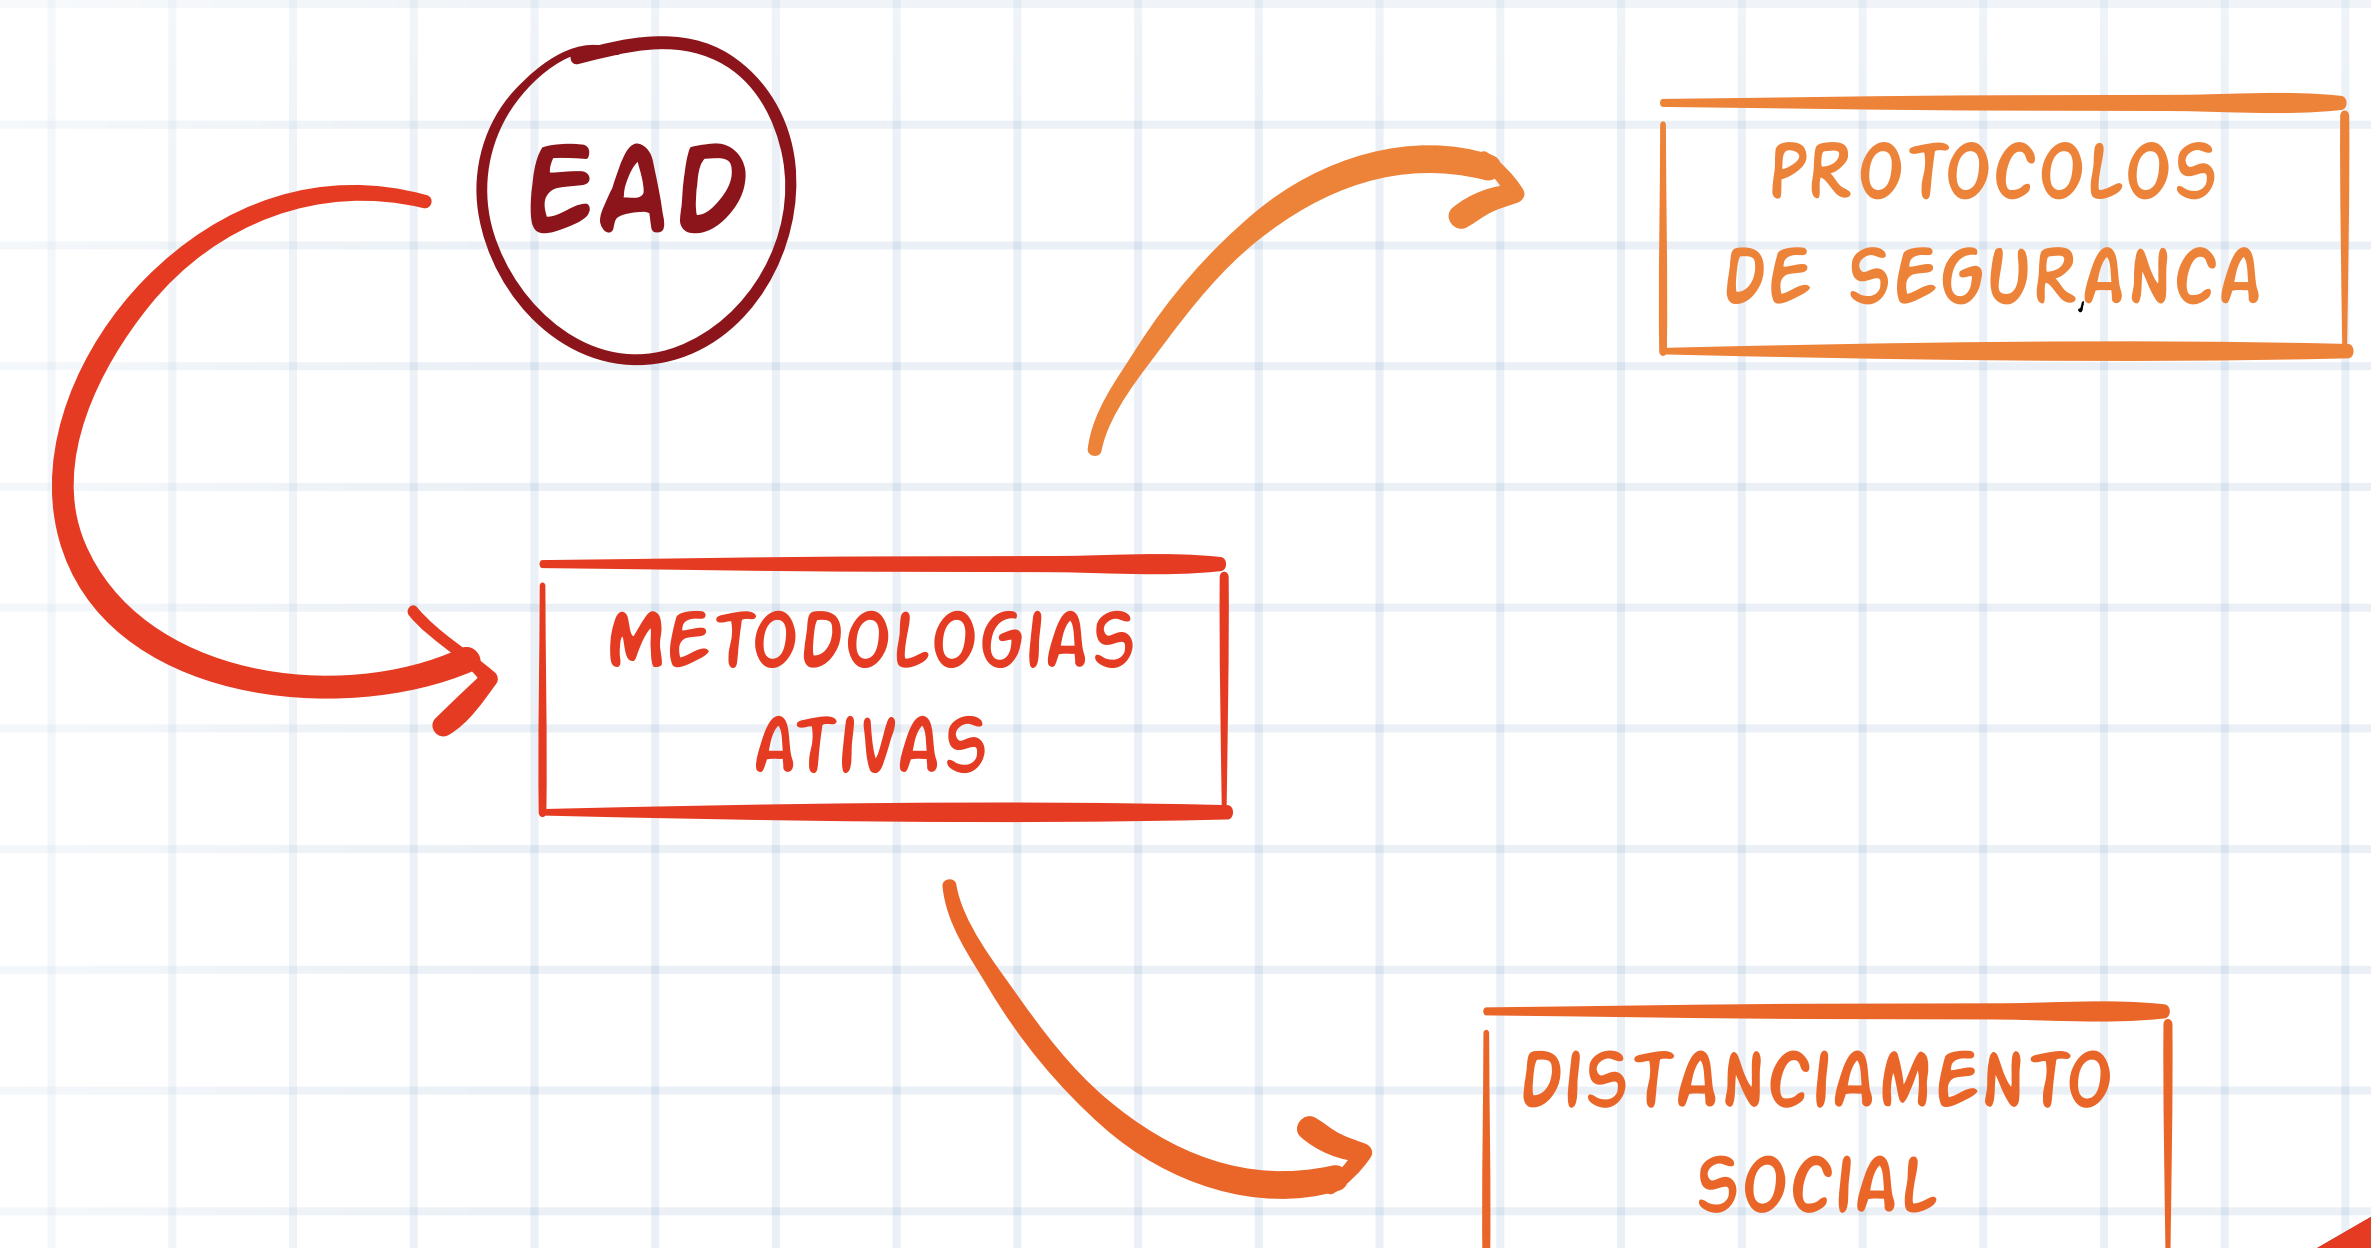 EAD
PROTOCOLOS
DE SEGURANCA
,
METODOLOGIAS
ATIVAS
DISTANCIAMENTO
SOCIAL